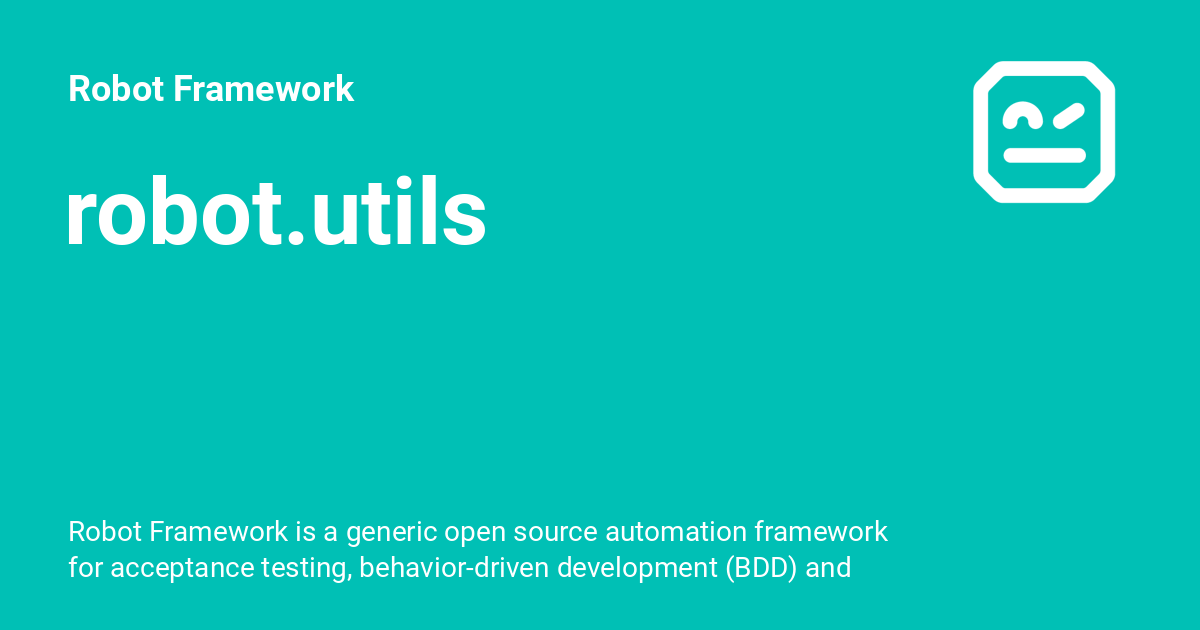 Robot Framework
robot.utils
Robot Framework is a generic open source automation framework
for acceptance testing, behavior-driven development (BDD) and